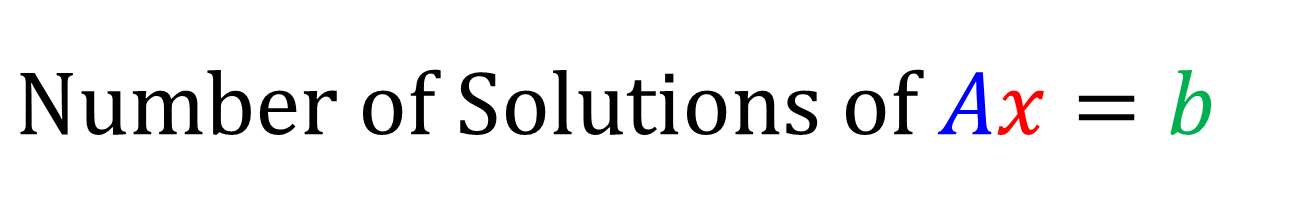 Number of Solutions of Ax = b